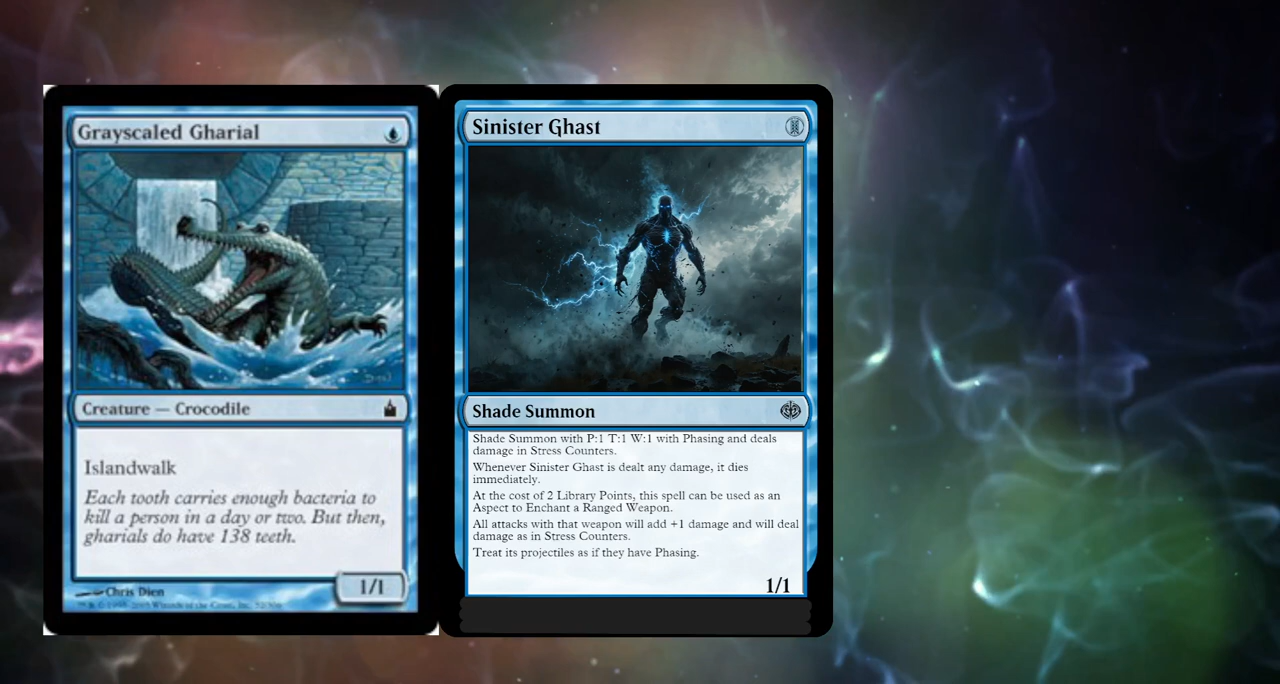 Grayscaled Gharial
Creature — Crocodile
Islandwalk
Each tooth carries enough bacteria to
kill a person in a day or two. But then,
gharials do have 138 teeth.
1/1
Chris Dien
Sinister Ghast
Shade Summon
Shade Summon with P:1 T:1 W:1 with Phasing and deals
damage in Stress Counters.
Whenever Sinister Ghast is dealt any damage, it dies
immediately.
At the cost of 2 Library Points, this spell can be used as an
Aspect to Enchant a Ranged Weapon.
All attacks with that weapon will add +1 damage and will deal
damage as in Stress Counters.
Treat its projectiles as if they have Phasing.
1/1